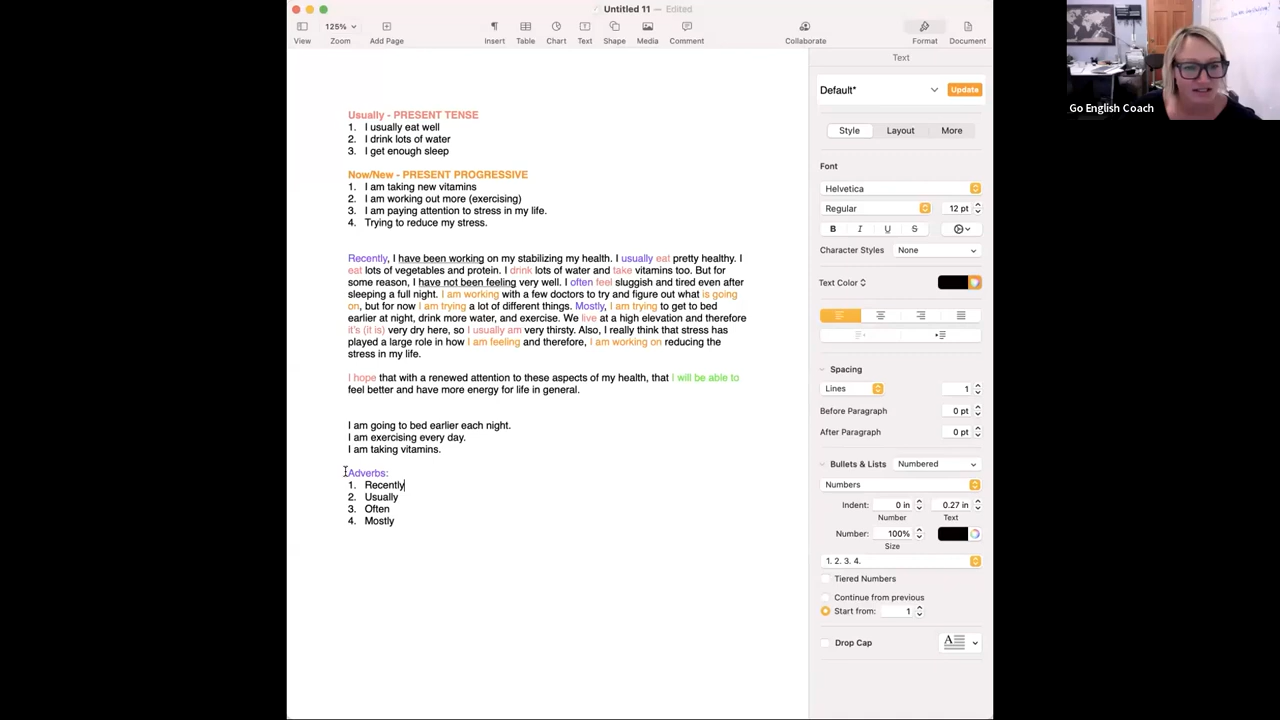 Untitled 11 — Edited
125%
View
Zoom
Add Page
Insert
Table
Chart
Text
Shape
Media
Comment
Collaborate
Format
Document
Go English Coach
Usually - PRESENT TENSE
1. I usually eat well
2. I drink lots of water
3. I get enough sleep
Now/New - PRESENT PROGRESSIVE
1. I am taking new vitamins
2. I am working out more (exercising)
3. I am paying attention to stress in my life.
4. Trying to reduce my stress.
Recently, I have been working on my stabilizing my health. I usually eat pretty healthy. I
eat lots of vegetables and protein. I drink lots of water and take vitamins too. But for
some reason, I have not been feeling very well. I often feel sluggish and tired even after
sleeping a full night. I am working with a few doctors to try and figure out what is going
on, but for now I am trying a lot of different things. Mostly, I am trying to get to bed
earlier at night, drink more water, and exercise. We live at a high elevation and therefore
it's (it is) very dry here, so I usually am very thirsty. Also, I really think that stress has
played a large role in how I am feeling and therefore, I am working on reducing the
stress in my life.
I hope that with a renewed attention to these aspects of my health, that I will be able to
feel better and have more energy for life in general.
I am going to bed earlier each night.
I am exercising every day.
I am taking vitamins.
Adverbs:
1. Recently
2. Usually
3. Often
4. Mostly
Text
Default*
Update
Style
Layout
More
Font
Helvetica
Regular
12 pt
B I U S
Character Styles
None
Text Color
Spacing
Lines
1
Before Paragraph
0 pt
After Paragraph
0 pt
Bullets & Lists
Numbered
Numbers
Indent:
0 in
0.27 in
Number
Text
Number:
100%
Size
1. 2. 3. 4.
Tiered Numbers
Continue from previous
Start from:
1
Drop Cap
A